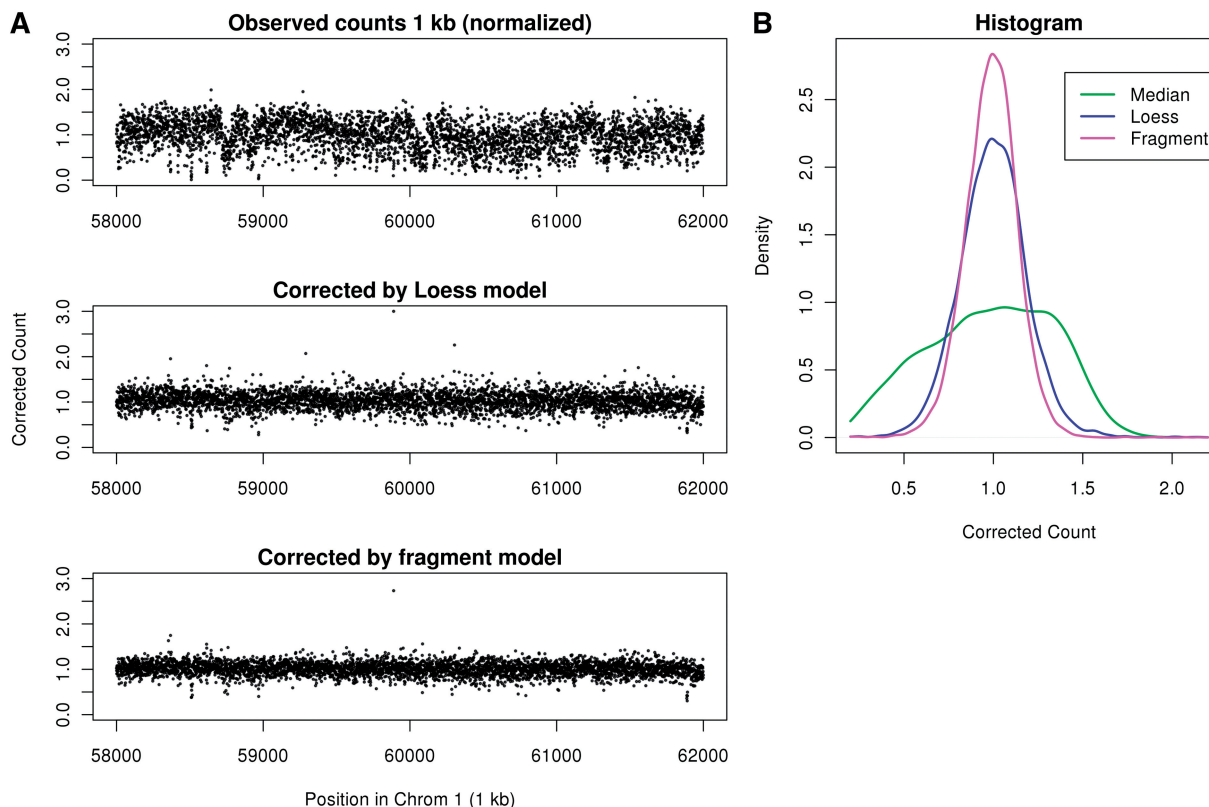 A
Observed counts 1 kb (normalized)
3.0
2.0
1.0
0.0
58000 59000 60000 61000 62000
Corrected by Loess model
Corrected Count
3.0
2.0
1.0
0.0
58000 59000 60000 61000 62000
Corrected by fragment model
3.0
2.0
1.0
0.0
58000 59000 60000 61000 62000
Position in Chrom 1 (1 kb)
B
Histogram
Median
Loess
Fragment
Density
2.5
2.0
1.5
1.0
0.5
0.0
0.5 1.0 1.5 2.0
Corrected Count